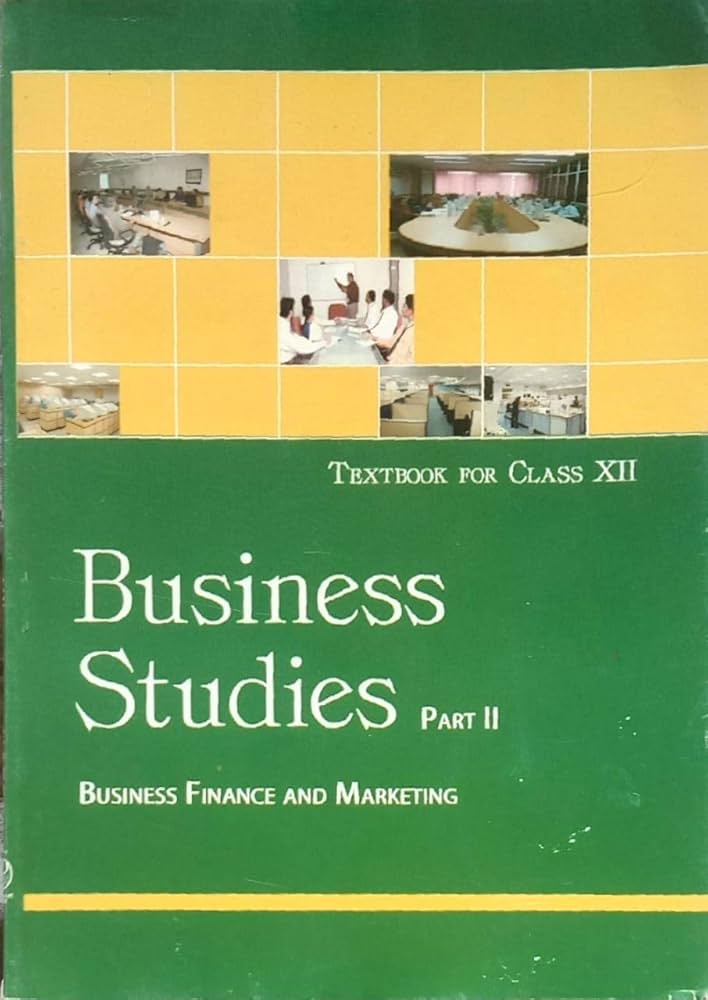 Textbook for Class XII
Business
Studies Part II
Business Finance and Marketing